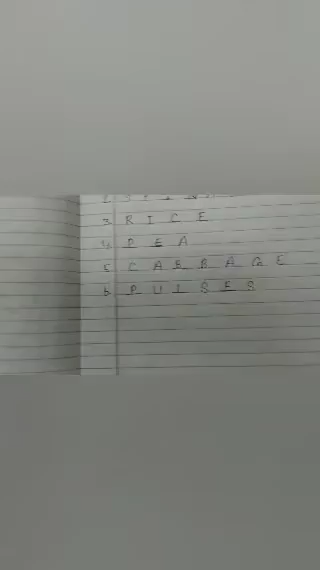 3 R I C E
4 P E A
5 C A R B A G E
6 P U L S E S